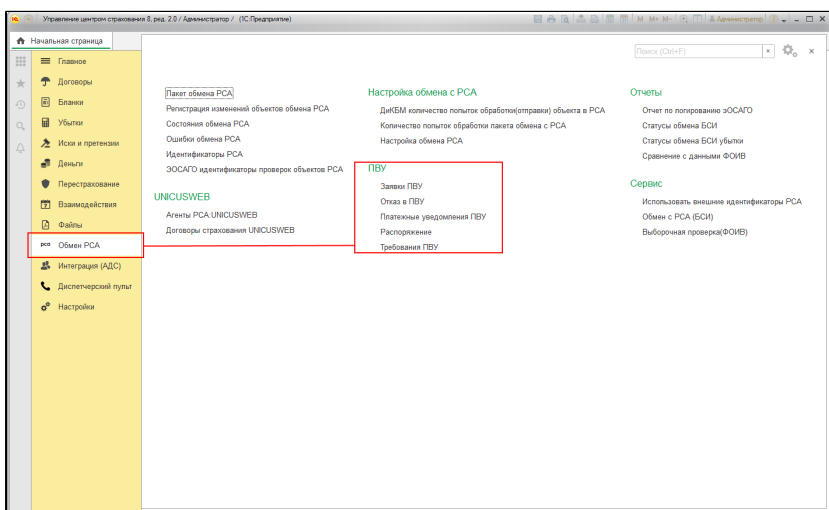 Управление центром страхования 8, ред. 2.0 / Администратор / (1С:Предприятие)
M M+ M-
Администратор
Начальная страница
Поиск (Ctrl+F)
Главное
Договоры
Бланки
Убытки
Иски и претензии
Деньги
Перестрахование
Взаимодействия
Файлы
рса Обмен РСА
Интеграция (АДС)
Диспетчерский пульт
Настройки
Пакет обмена РСА
Регистрация изменений объектов обмена РСА
Состояния обмена РСА
Ошибки обмена РСА
Идентификаторы РСА
ЭОСАГО идентификаторы проверок объектов РСА
UNICUSWEB
Агенты РСА:UNICUSWEB
Договоры страхования UNICUSWEB
Настройка обмена с РСА
ДиКБМ количество попыток обработки(отправки) объекта в РСА
Количество попыток обработки пакета обмена с РСА
Настройка обмена РСА
ПВУ
Заявки ПВУ
Отказ в ПВУ
Платежные уведомления ПВУ
Распоряжение
Требования ПВУ
Отчеты
Отчет по логированию эОСАГО
Статусы обмена БСИ
Статусы обмена БСИ убытки
Сравнение с данными ФОИВ
Сервис
Использовать внешние идентификаторы РСА
Обмен с РСА (БСИ)
Выборочная проверка(ФОИВ)